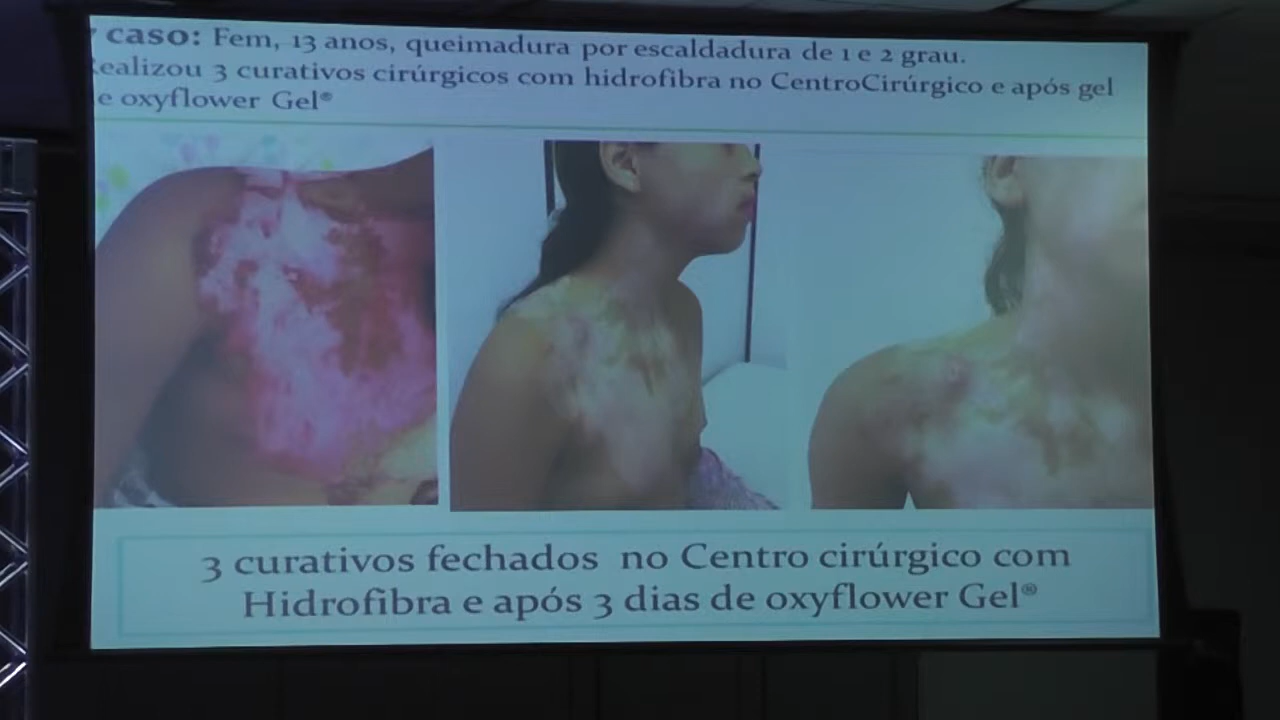 caso: Fem, 13 anos, queimadura por escaldadura de 1 e 2 grau.
ealizou 3 curativos cirúrgicos com hidrofibra no CentroCirúrgico e após gel
e oxyflower Gel®
3 curativos fechados no Centro cirúrgico com
Hidrofibra e após 3 dias de oxyflower Gel®